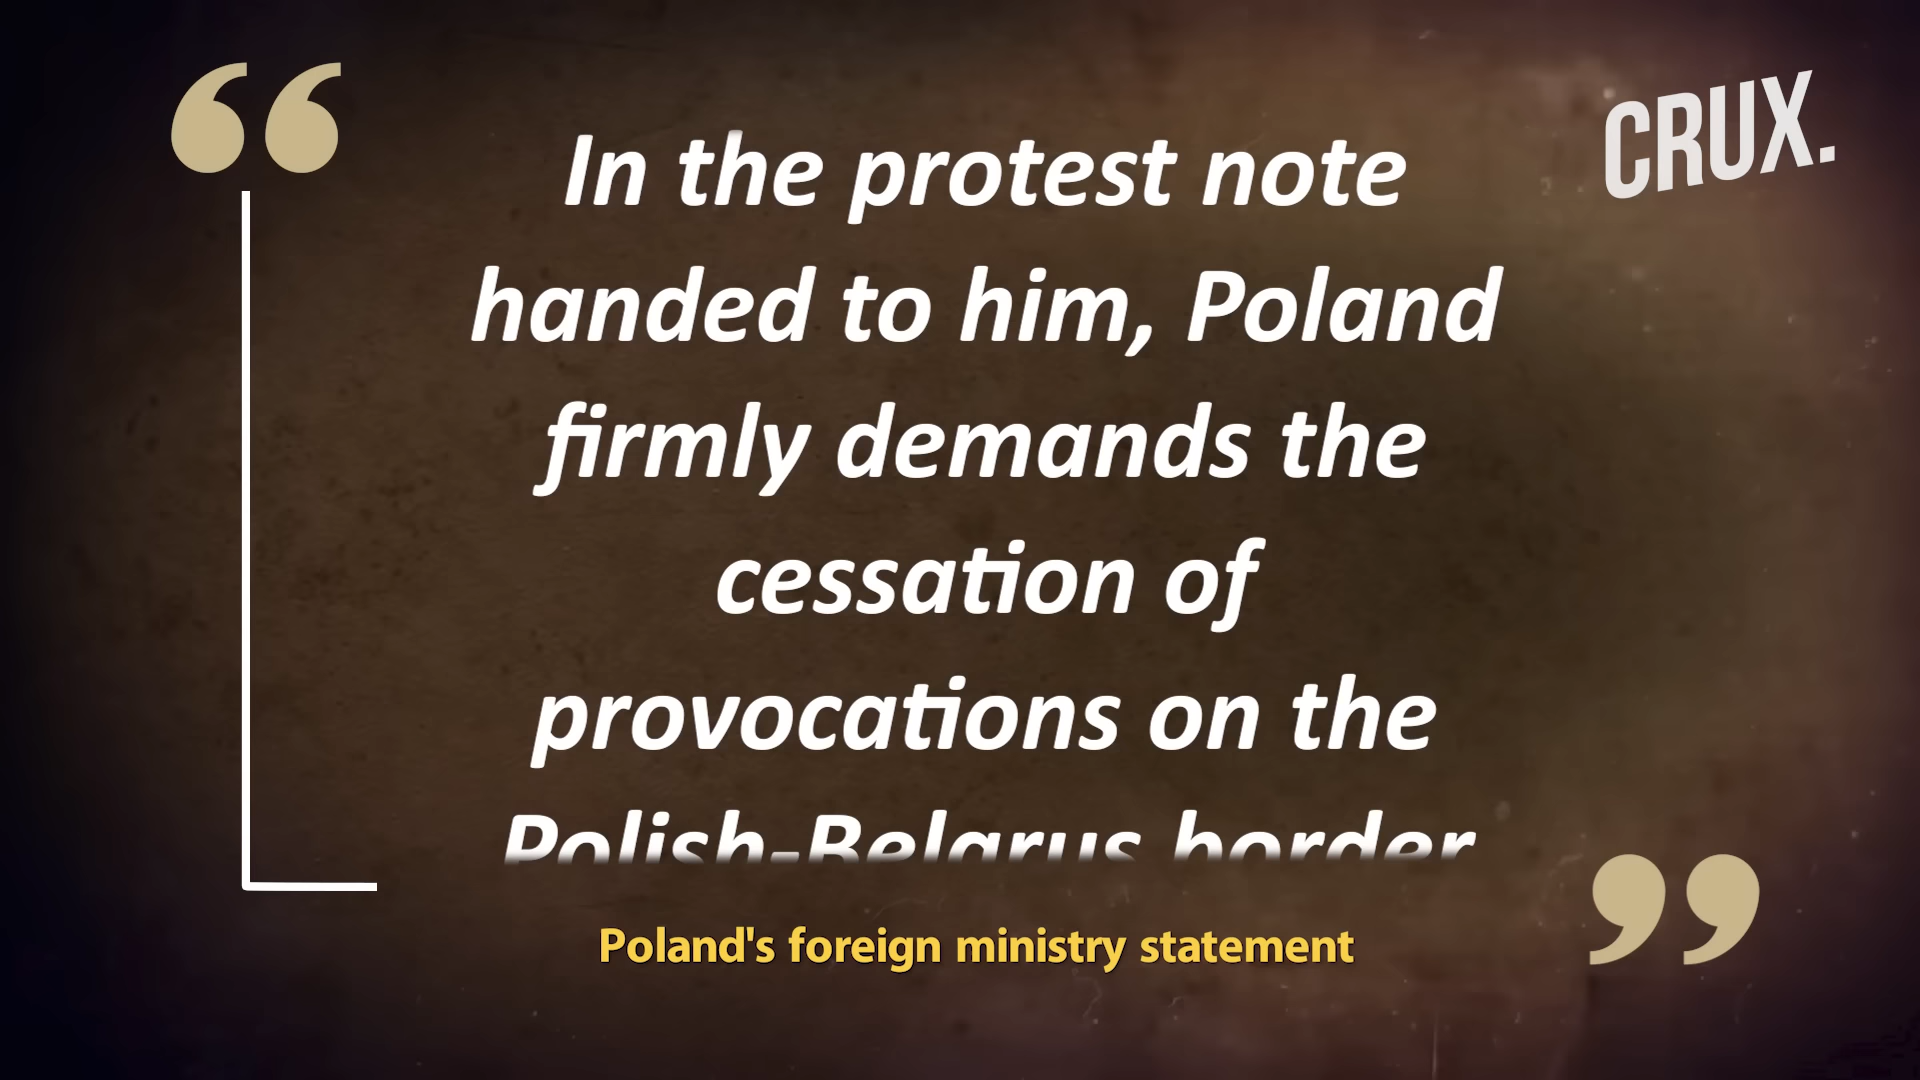 CRUX.
In the protest note
handed to him, Poland
firmly demands the
cessation of
provocations on the
Polish-Belarus border
Poland's foreign ministry statement